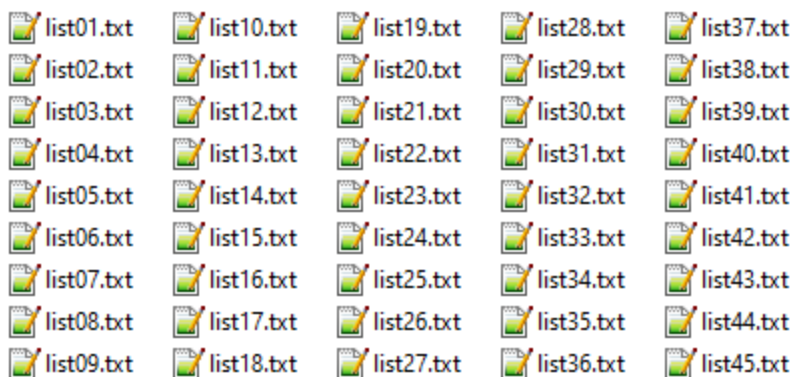 list01.txt list10.txt list19.txt list28.txt list37.txt
list02.txt list11.txt list20.txt list29.txt list38.txt
list03.txt list12.txt list21.txt list30.txt list39.txt
list04.txt list13.txt list22.txt list31.txt list40.txt
list05.txt list14.txt list23.txt list32.txt list41.txt
list06.txt list15.txt list24.txt list33.txt list42.txt
list07.txt list16.txt list25.txt list34.txt list43.txt
list08.txt list17.txt list26.txt list35.txt list44.txt
list09.txt list18.txt list27.txt list36.txt list45.txt